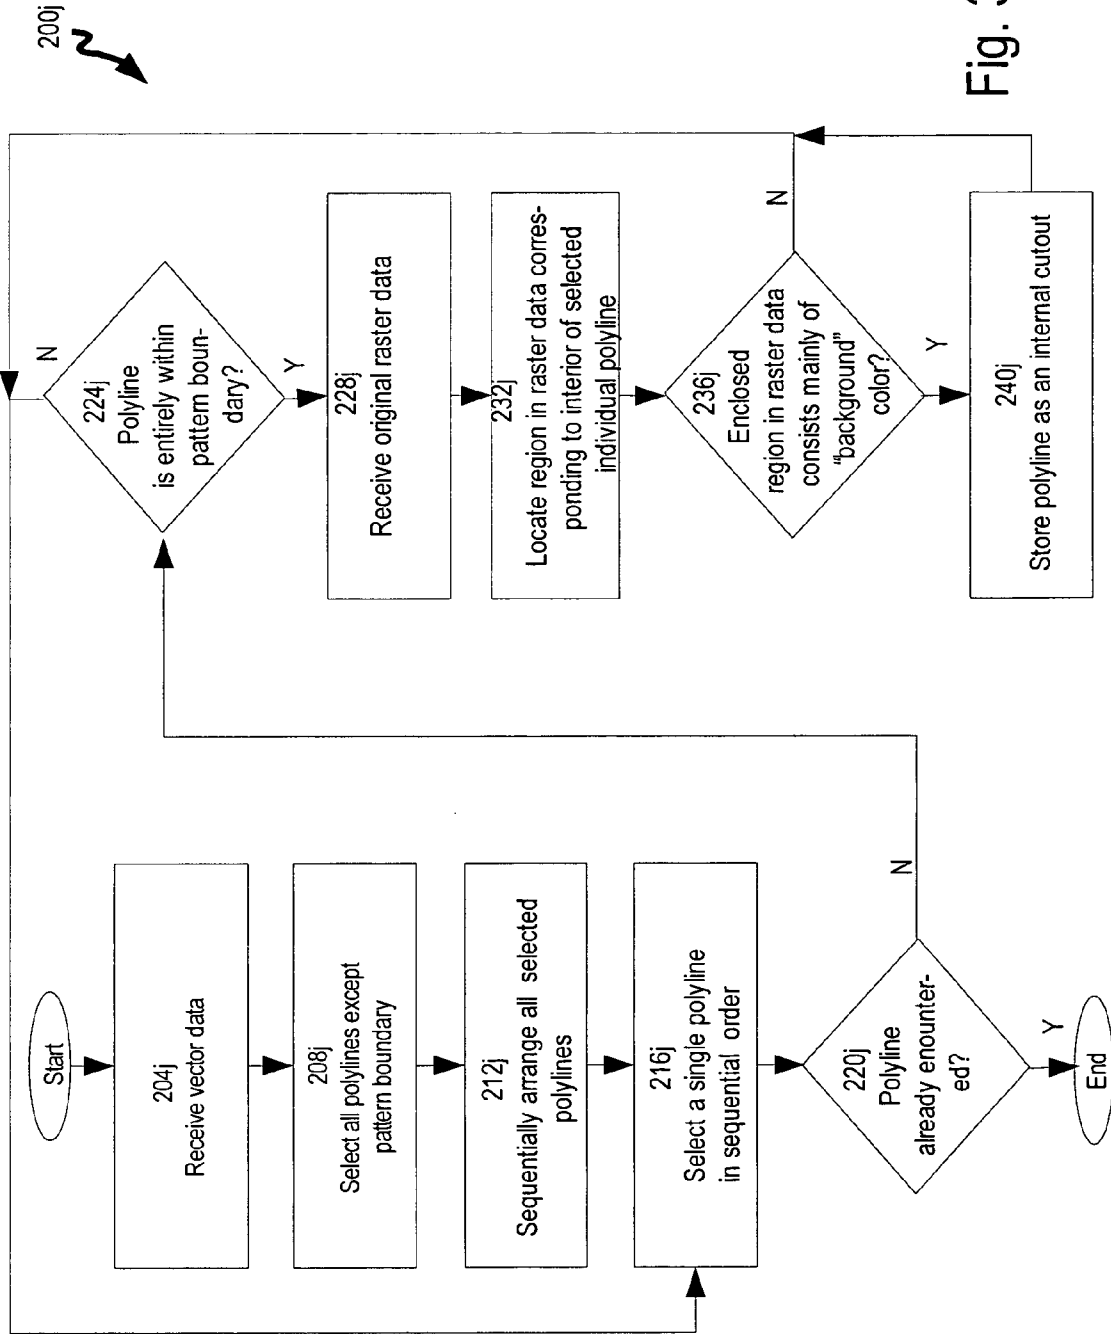 200j
Start
204j
Receive vector data
208j
Select all polylines except
pattern boundary
212j
Sequentially arrange all selected
polylines
216j
Select a single polyline
in sequential order
220j
Polyline
already enounter-
ed?
N
Y
End
224j
Polyline
is entirely within
pattern boun-
dary?
N
Y
228j
Receive original raster data
232j
Locate region in raster data corres-
ponding to interior of selected
individual polyline
236j
Enclosed
region in raster data
consists mainly of
"background"
color?
N
Y
240j
Store polyline as an internal cutout
Fig.